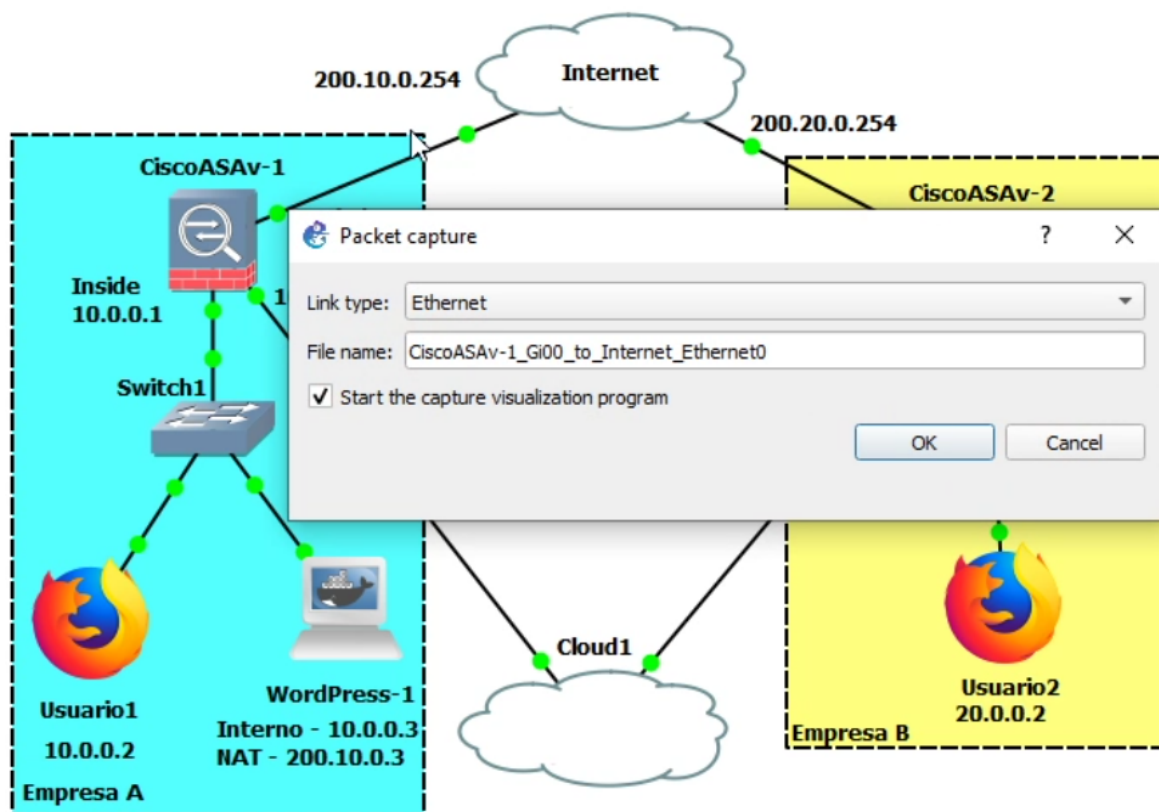 Internet
200.10.0.254
200.20.0.254
CiscoASAv-1
CiscoASAv-2
Packet capture
?
Inside
10.0.0.1
Link type: Ethernet
File name: CiscoASAv-1_Gi00_to_Internet_Ethernet0
Start the capture visualization program
OK Cancel
Switch1
Cloud1
Usuario1
10.0.0.2
WordPress-1
Interno - 10.0.0.3
NAT - 200.10.0.3
Usuario2
20.0.0.2
Empresa A
Empresa B